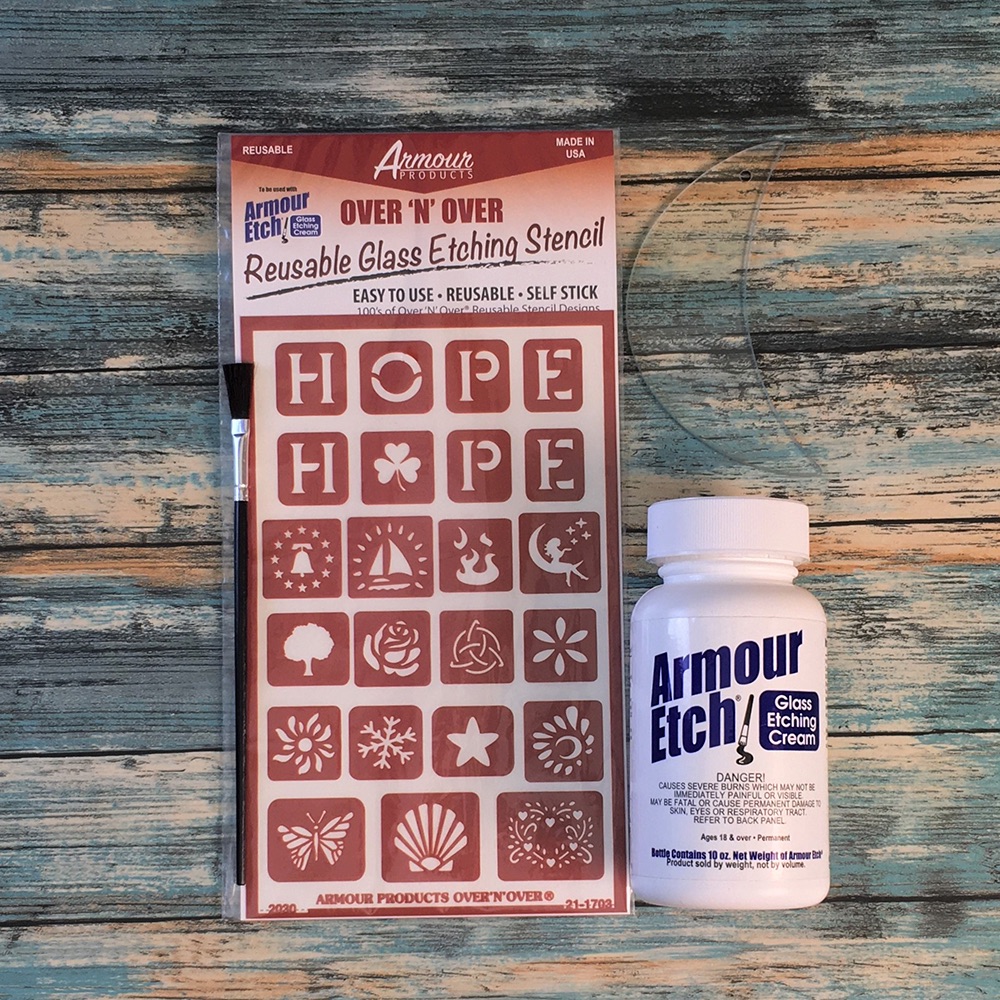 REUSABLE
Armour
PRODUCTS
MADE IN
USA
To be used with
Armour
Etch
Glass
Etching
Cream
OVER 'N' OVER
Reusable Glass Etching Stencil
EASY TO USE • REUSABLE • SELF STICK
100's of Over 'N' Over® Reusable Stencil Designs
HOPE
H PE
ARMOUR PRODUCTS OVER'N'OVER®
2030
21-1703
Armour
Etch®
Glass
Etching
Cream
DANGER!
CAUSES SEVERE BURNS WHICH MAY NOT BE
IMMEDIATELY PAINFUL OR VISIBLE.
MAY BE FATAL OR CAUSE PERMANENT DAMAGE TO
SKIN, EYES OR RESPIRATORY TRACT.
REFER TO BACK PANEL.
Ages 18 & over • Permanent
Bottle Contains 10 oz. Net Weight of Armour Etch®
Product sold by weight, not by volume.